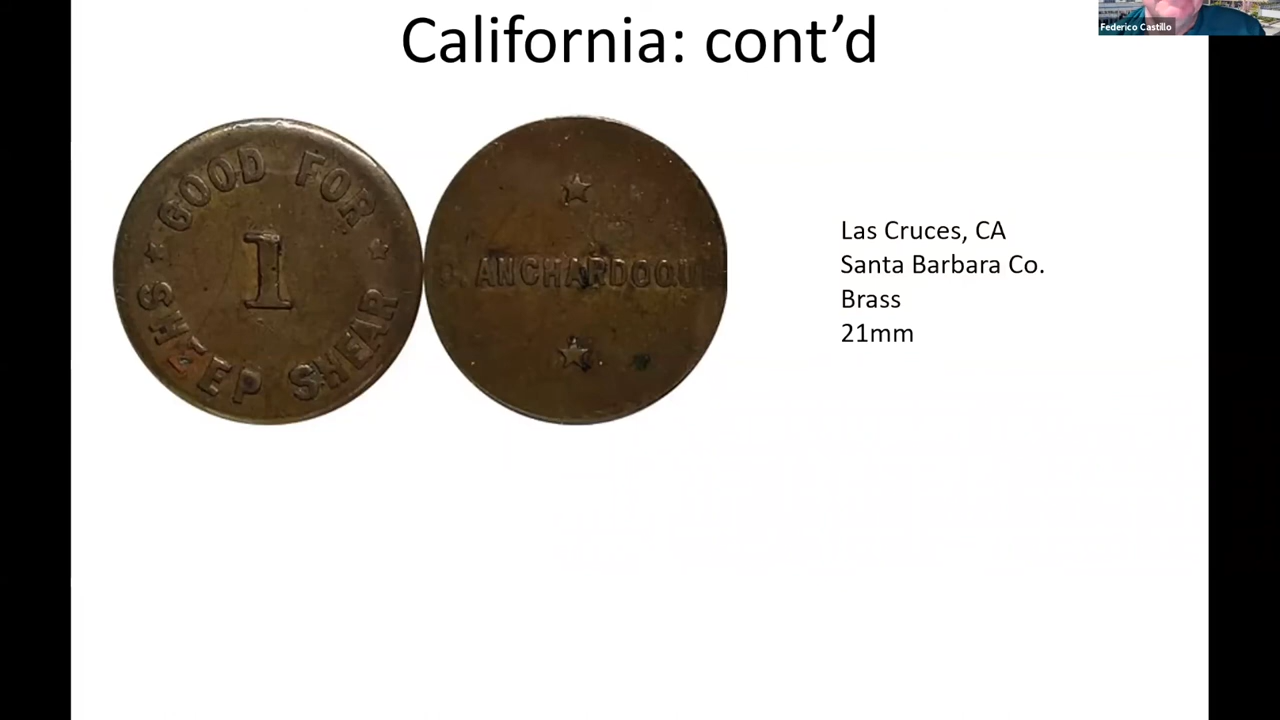 California: cont’d
Federico Castillo
GOOD FOR
1
SHEEP SHEAR
ANCHARDOQUI
Las Cruces, CA
Santa Barbara Co.
Brass
21mm